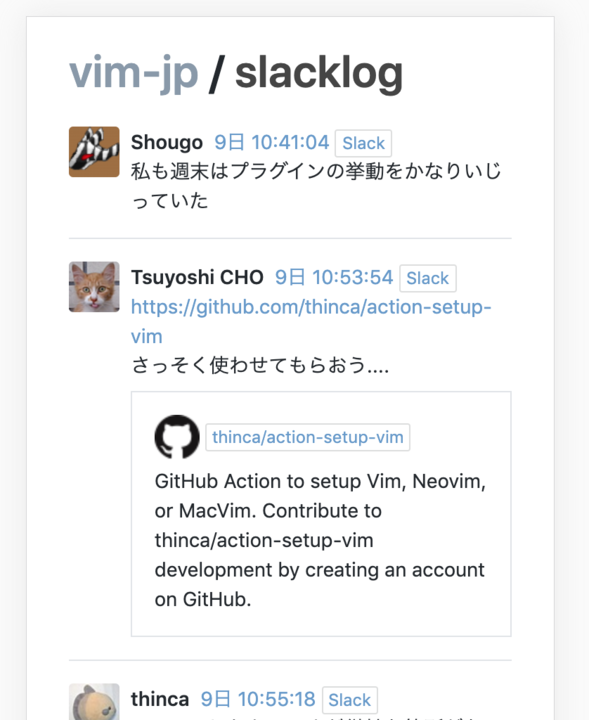 vim-jp / slacklog
Shougo 9日 10:41:04 Slack
私も週末はプラグインの挙動をかなりいじ
っていた
Tsuyoshi CHO 9日 10:53:54 Slack
https://github.com/thinca/action-setup-
vim
さっそく使わせてもらおう....
thinca/action-setup-vim
GitHub Action to setup Vim, Neovim,
or MacVim. Contribute to
thinca/action-setup-vim
development by creating an account
on GitHub.
thinca 9日 10:55:18 Slack